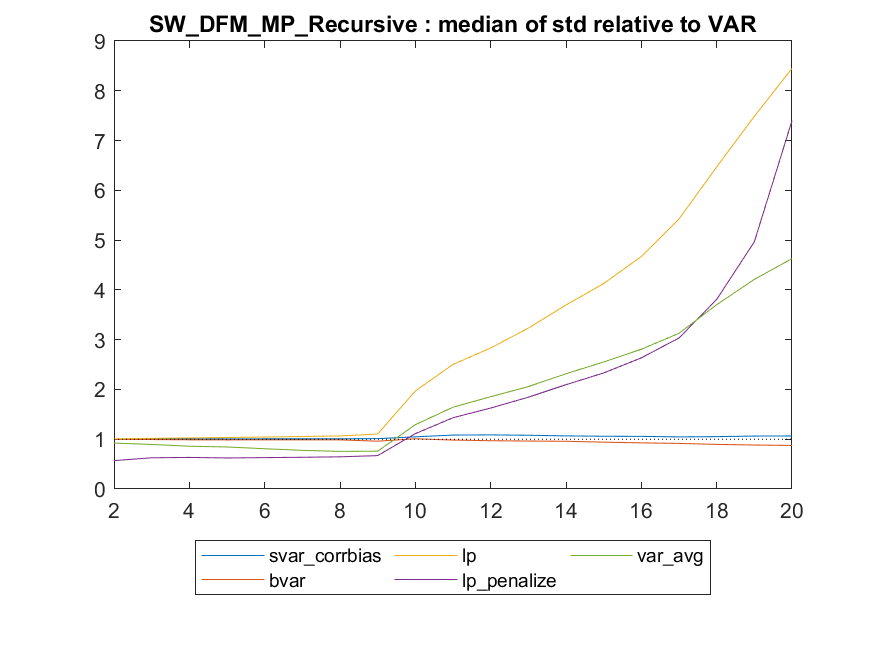 SW_DFM_MP_Recursive : median of std relative to VAR
9
8
7
6
5
4
3
2
1
0
2 4 6 8 10 12 14 16 18 20
svar_corrbias lp var_avg
bvar lp_penalize